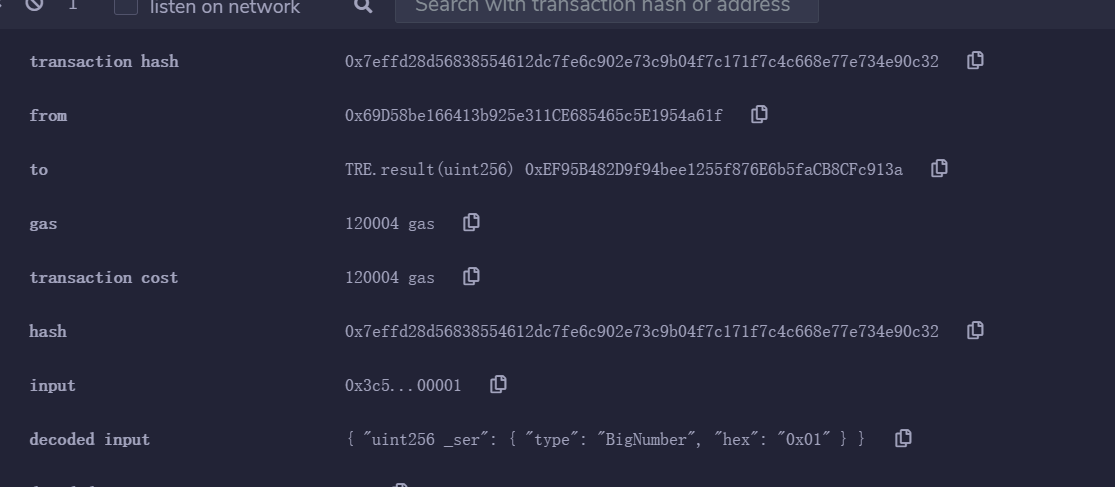 1 listen on network Search with transaction hash or address
transaction hash 0x7effd28d56838554612dc7fe6c902e73c9b04f7c171f7c4c668e77e734e90c32
from 0x69D58be166413b925e311CE685465c5E1954a61f
to TRE.result(uint256) 0xEF95B482D9f94bee1255f876E6b5faCB8CFc913a
gas 120004 gas
transaction cost 120004 gas
hash 0x7effd28d56838554612dc7fe6c902e73c9b04f7c171f7c4c668e77e734e90c32
input 0x3c5...00001
decoded input { "uint256 _ser": { "type": "BigNumber", "hex": "0x01" } }